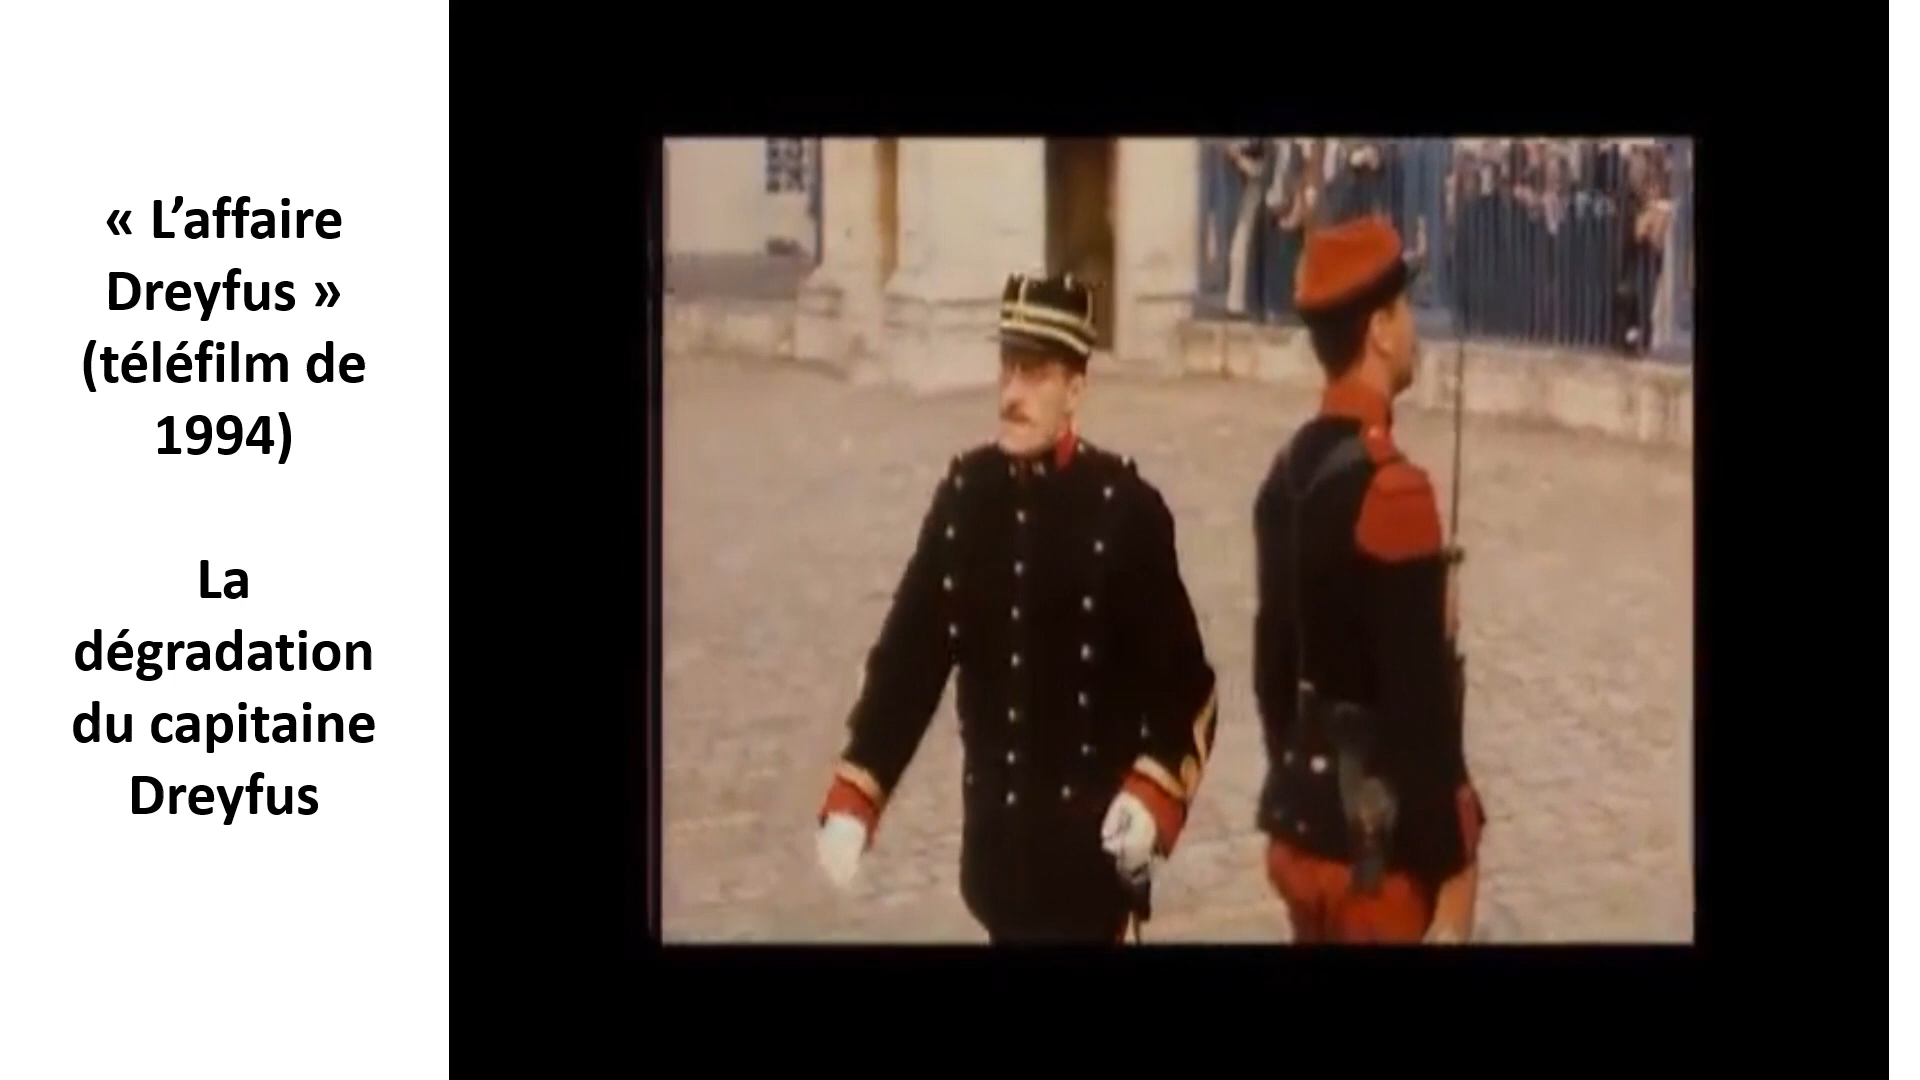 « L’affaire
Dreyfus »
(téléfilm de
1994)
La
dégradation
du capitaine
Dreyfus